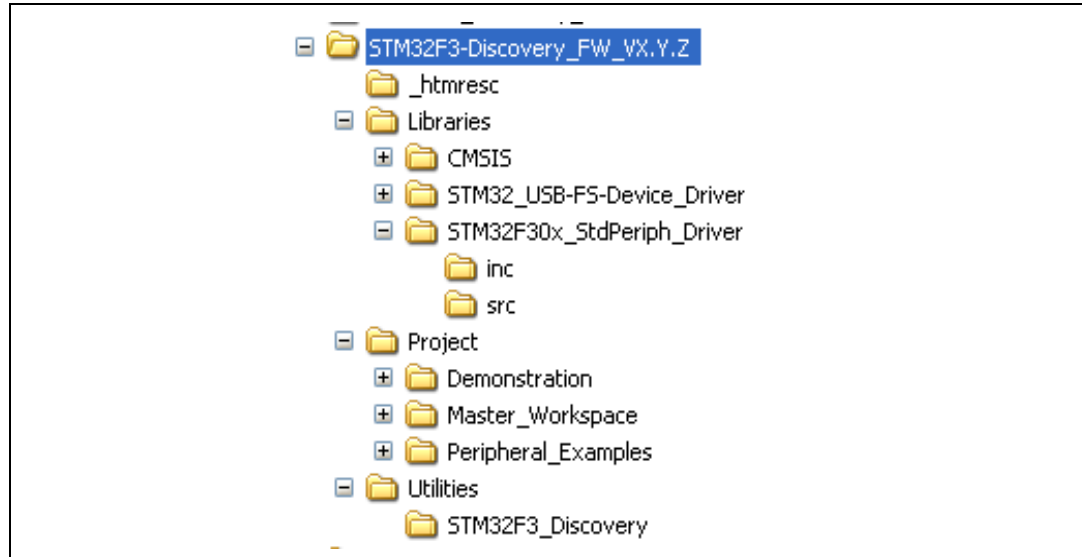 STM32F3-Discovery_FW_VX.Y.Z
_htmresc
Libraries
CMSIS
STM32_USB-FS-Device_Driver
STM32F30x_StdPeriph_Driver
inc
src
Project
Demonstration
Master_Workspace
Peripheral_Examples
Utilities
STM32F3_Discovery